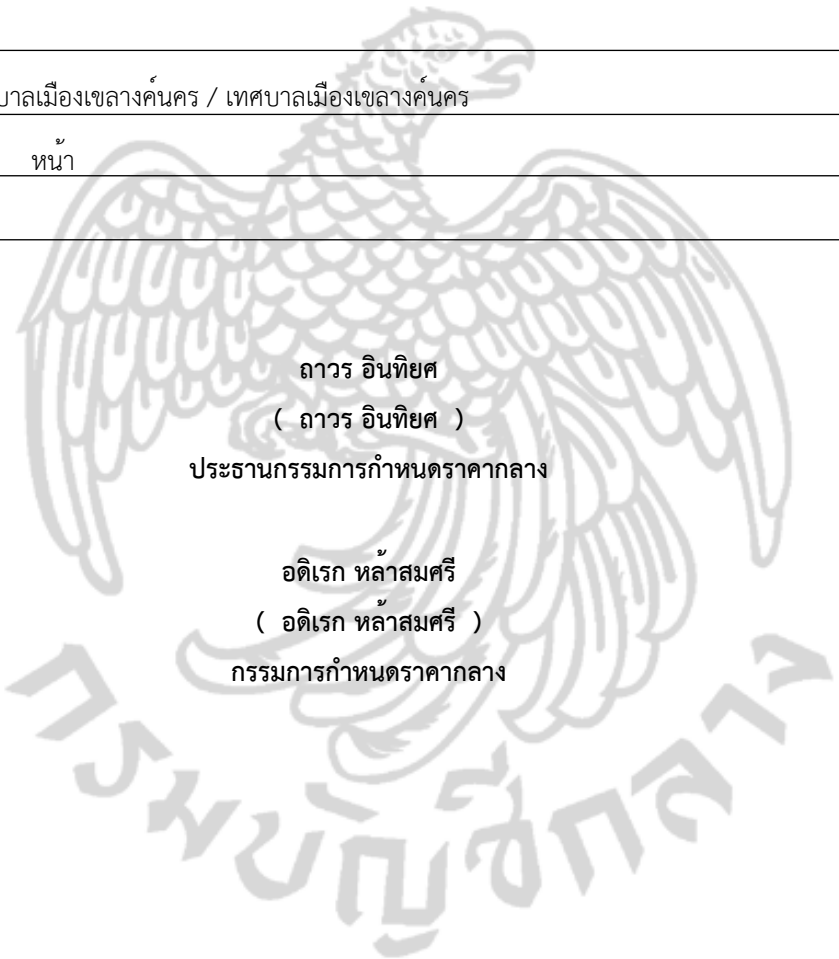 บาลเมืองเขลางค์นคร / เทศบาลเมืองเขลางค์นคร
หน้า
ถาวร อินทิยศ
( ถาวร อินทิยศ )
ประธานกรรมการกำหนดราคากลาง
อดิเรก หล้าสมศรี
( อดิเรก หล้าสมศรี )
กรรมการกำหนดราคากลาง
กรมบัญชีกลาง